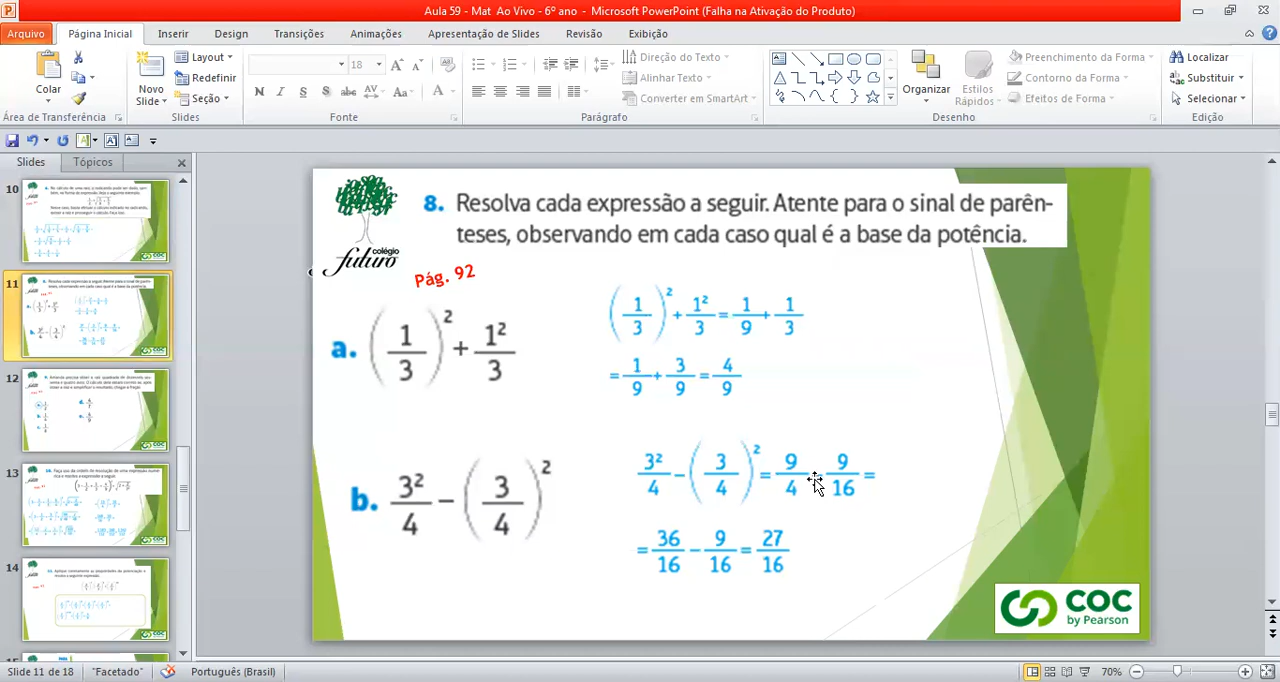 Aula 59 - Mat Ao Vivo - 6º ano - Microsoft PowerPoint (Falha na Ativação do Produto)
Arquivo Página Inicial Inserir Design Transições Animações Apresentação de Slides Revisão Exibição
Colar Novo Slide Layout Redefinir Seção 18 Direção do Texto Alinhar Texto Converter em SmartArt Organizar Estilos Rápidos Preenchimento da Forma Contorno da Forma Efeitos de Forma Localizar Substituir Selecionar
Área de Transferência Slides Fonte Parágrafo Desenho Edição
Slides Tópicos
10
11
12
13
14
colégio
futuro
8. Resolva cada expressão a seguir. Atente para o sinal de parên-
teses, observando em cada caso qual é a base da potência.
Pág. 92
a. (1/3)² + 1²/3
(1/3)² + 1²/3 = 1/9 + 1/3
= 1/9 + 3/9 = 4/9
b. 3²/4 − (3/4)²
3²/4 − (3/4)² = 9/4 − 9/16 =
= 36/16 − 9/16 = 27/16
COC
by Pearson
Slide 11 de 18 "Facetado" Português (Brasil) 70%